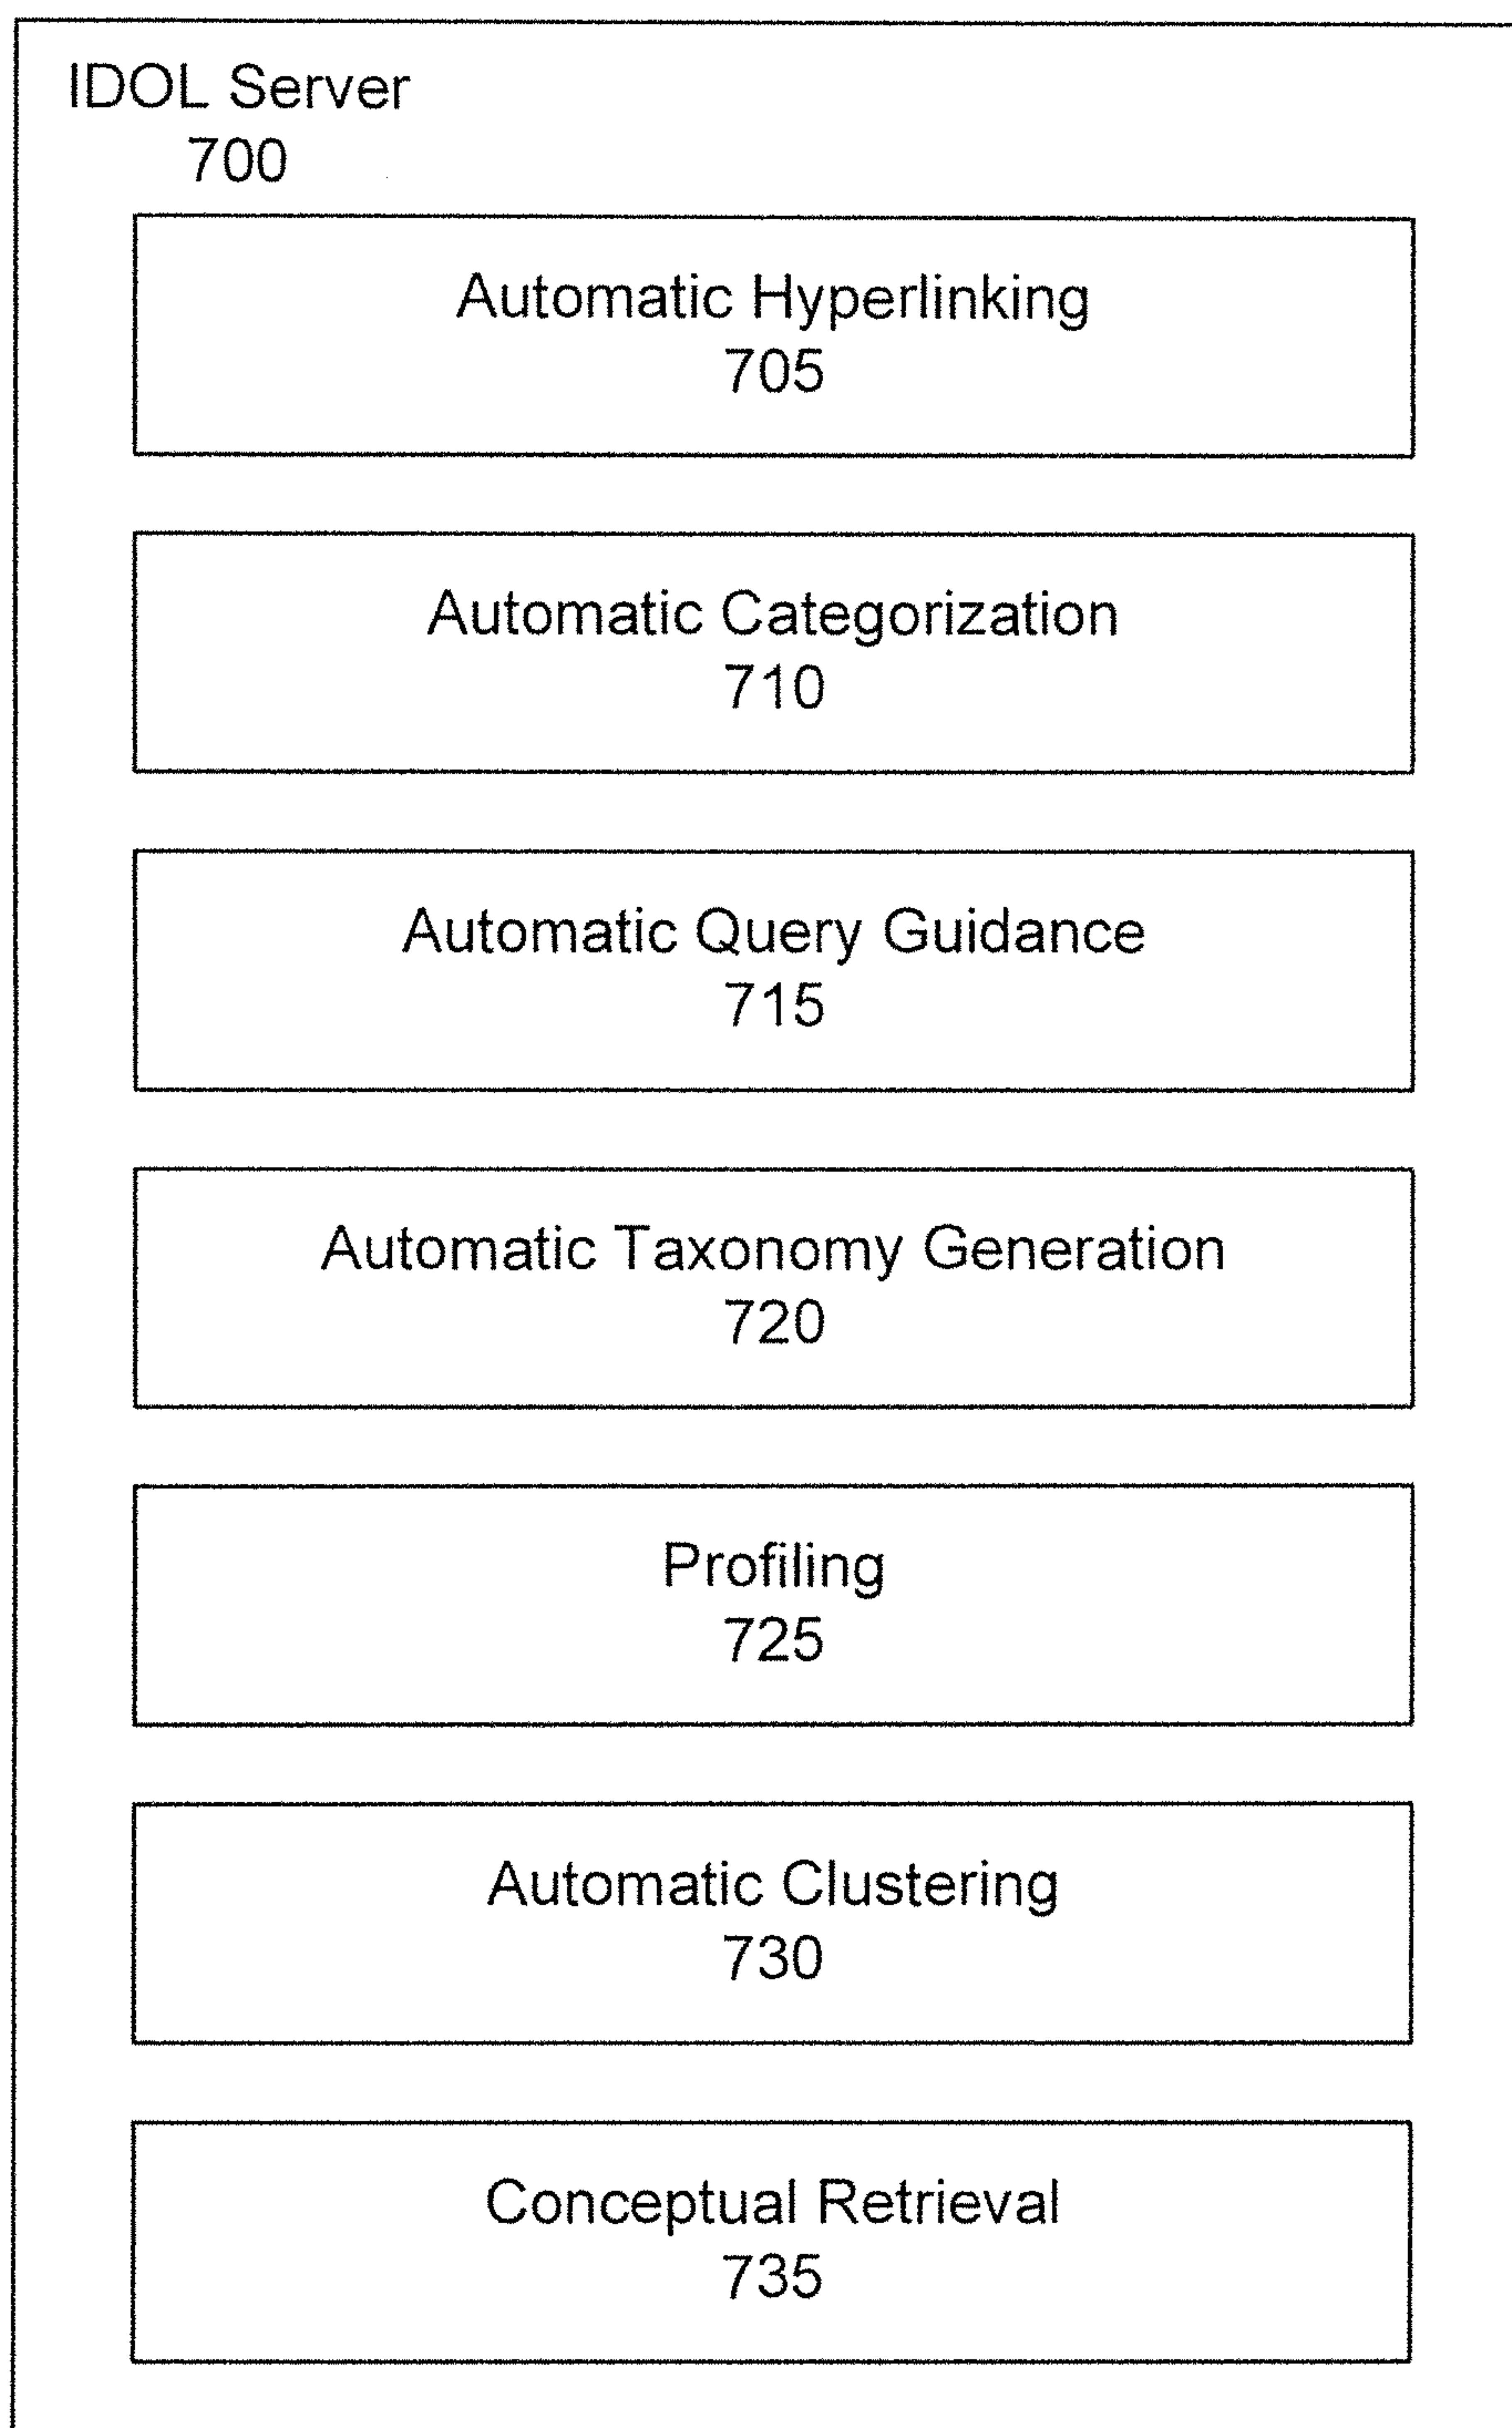 IDOL Server
700
Automatic Hyperlinking
705
Automatic Categorization
710
Automatic Query Guidance
715
Automatic Taxonomy Generation
720
Profiling
725
Automatic Clustering
730
Conceptual Retrieval
735